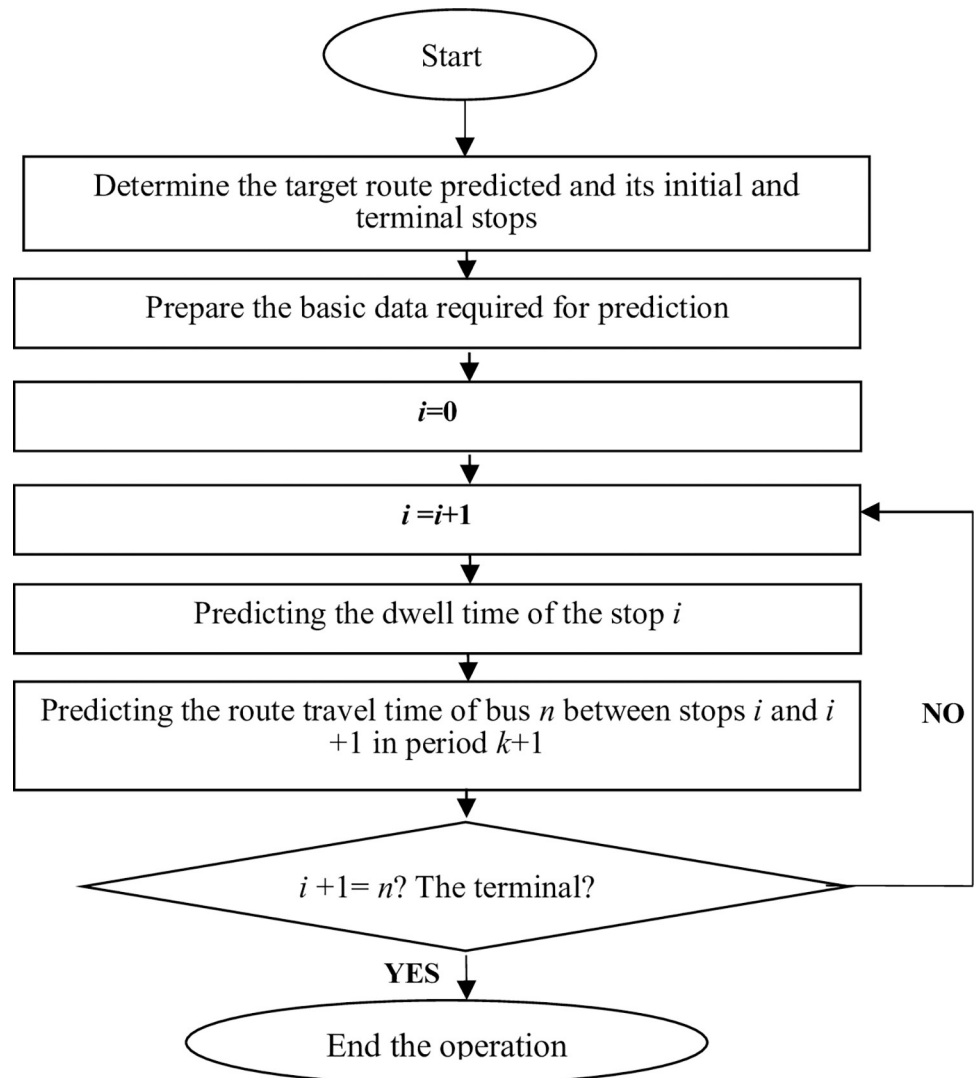 Start
Determine the target route predicted and its initial and
terminal stops
Prepare the basic data required for prediction
i=0
i =i+1
Predicting the dwell time of the stop i
Predicting the route travel time of bus n between stops i and i
+1 in period k+1
NO
i +1= n? The terminal?
YES
End the operation